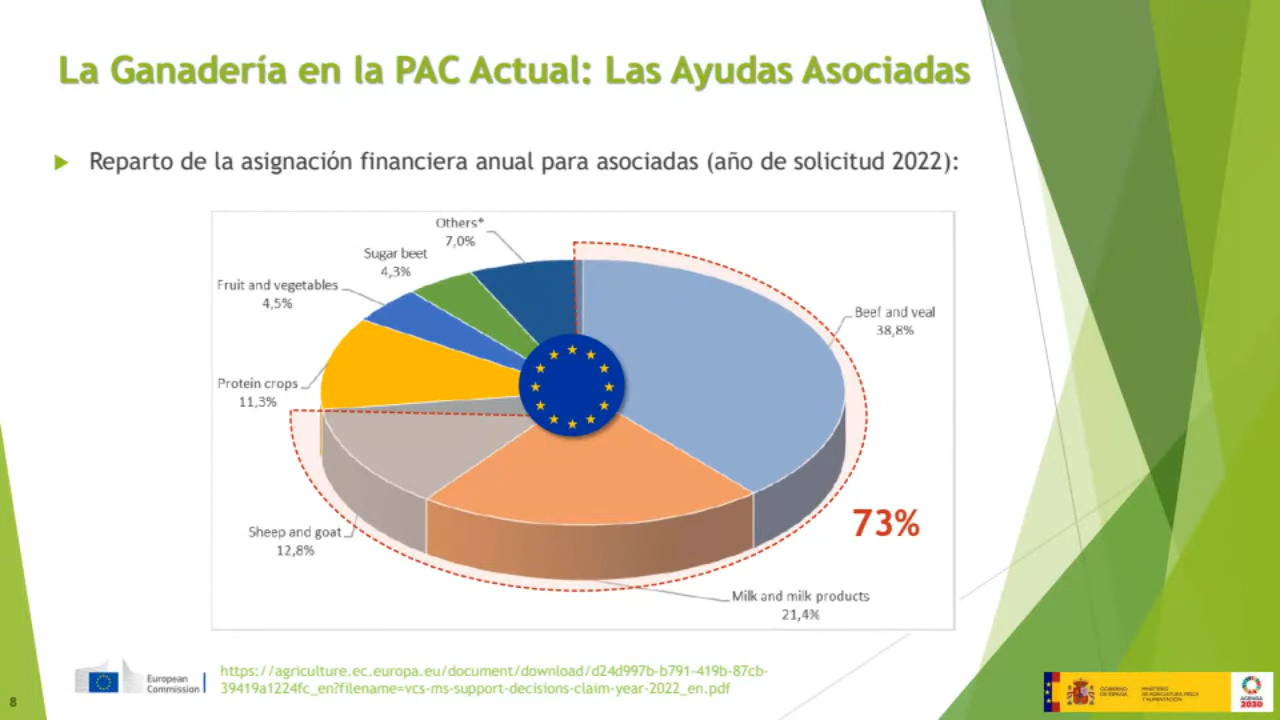 La Ganadería en la PAC Actual: Las Ayudas Asociadas
Reparto de la asignación financiera anual para asociadas (año de solicitud 2022):
Others*
7,0%
Sugar beet
4,3%
Fruit and vegetables
4,5%
Beef and veal
38,8%
Protein crops
11,3%
73%
Sheep and goat
12,8%
Milk and milk products
21,4%
https://agriculture.ec.europa.eu/document/download/d24d997b-b791-419b-87cb-
39419a1224fc_en?filename=vcs-ms-support-decisions-claim-year-2022_en.pdf
European
Commission
8
GOBIERNO
DE ESPAÑA
MINISTERIO
DE AGRICULTURA, PESCA
Y ALIMENTACIÓN
AGENDA
2030